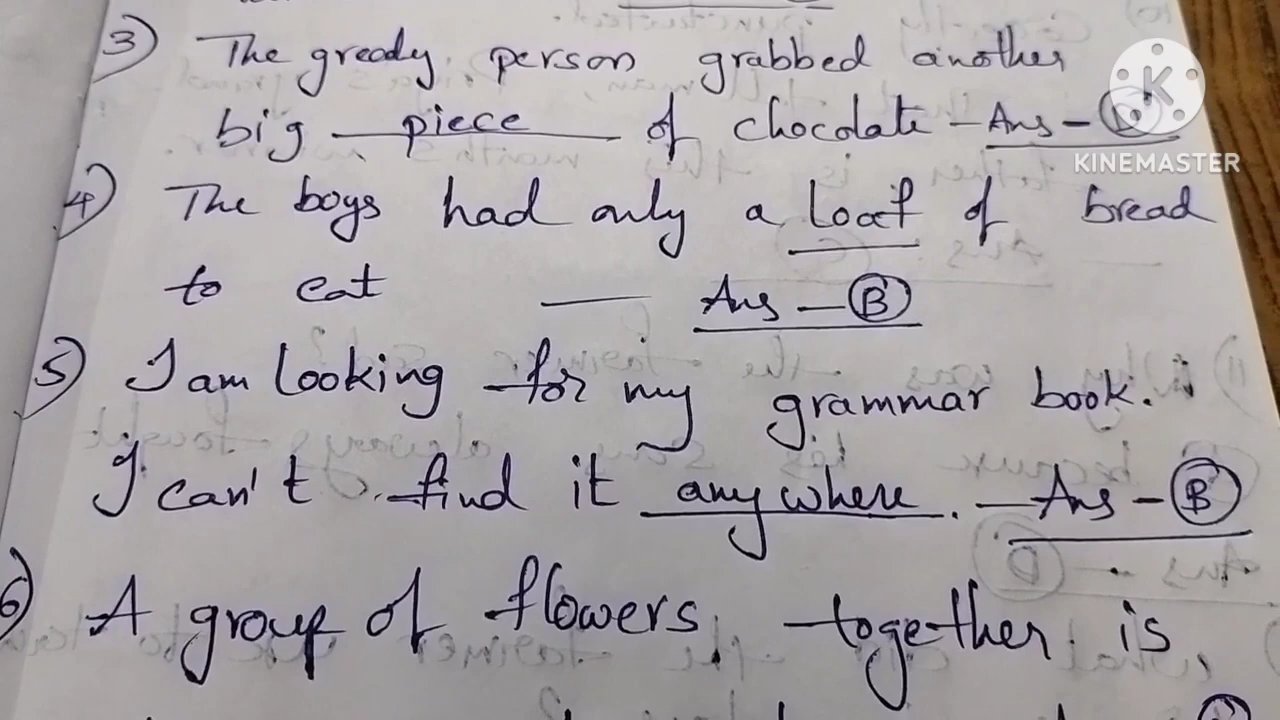 3) The gready person grabbed another
big piece of chocolate - Ans - D
K
KINEMASTER
4) The boys had only a loaf of bread
to eat — Ans - B
5) I am looking for my grammar book.
I can't find it anywhere. - Ans - B
6) A group of flowers together is